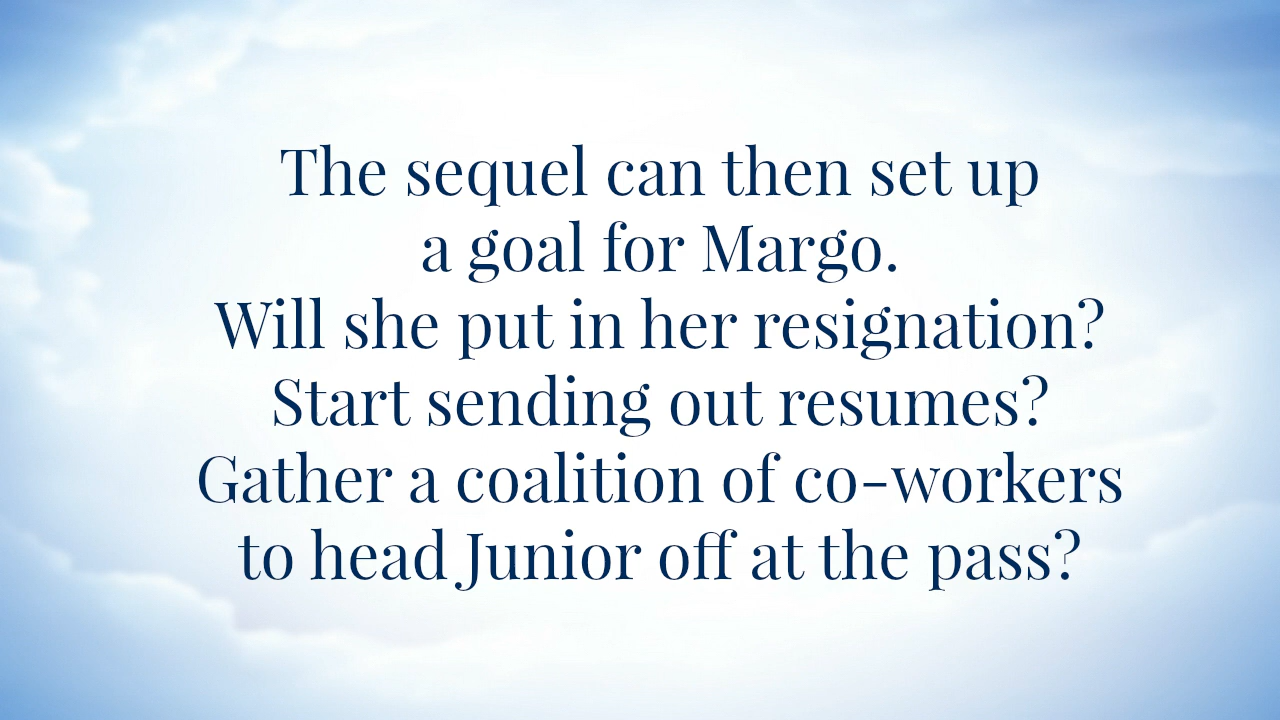 The sequel can then set up
a goal for Margo.
Will she put in her resignation?
Start sending out resumes?
Gather a coalition of co-workers
to head Junior off at the pass?